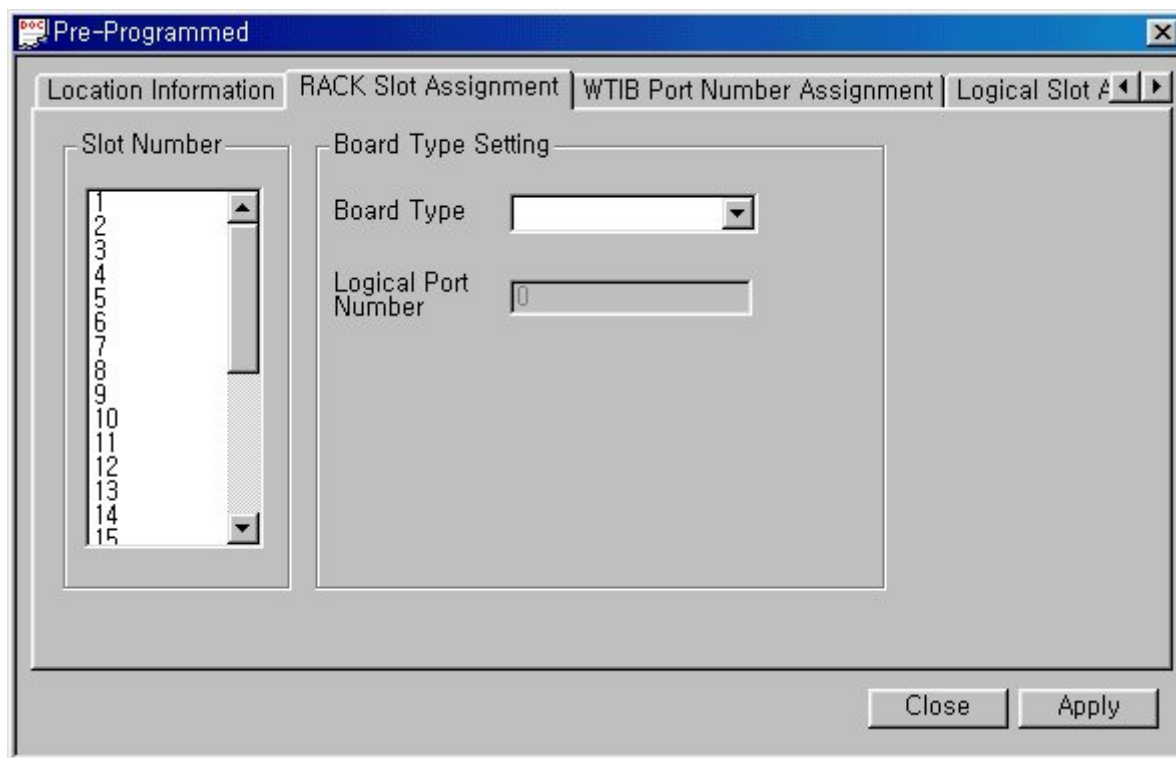 DOC
Pre-Programmed
Location Information
RACK Slot Assignment
WTIB Port Number Assignment
Logical Slot
Slot Number
1
2
3
4
5
6
7
8
9
10
11
12
13
14
15
Board Type Setting
Board Type
Logical Port
Number
0
Close
Apply